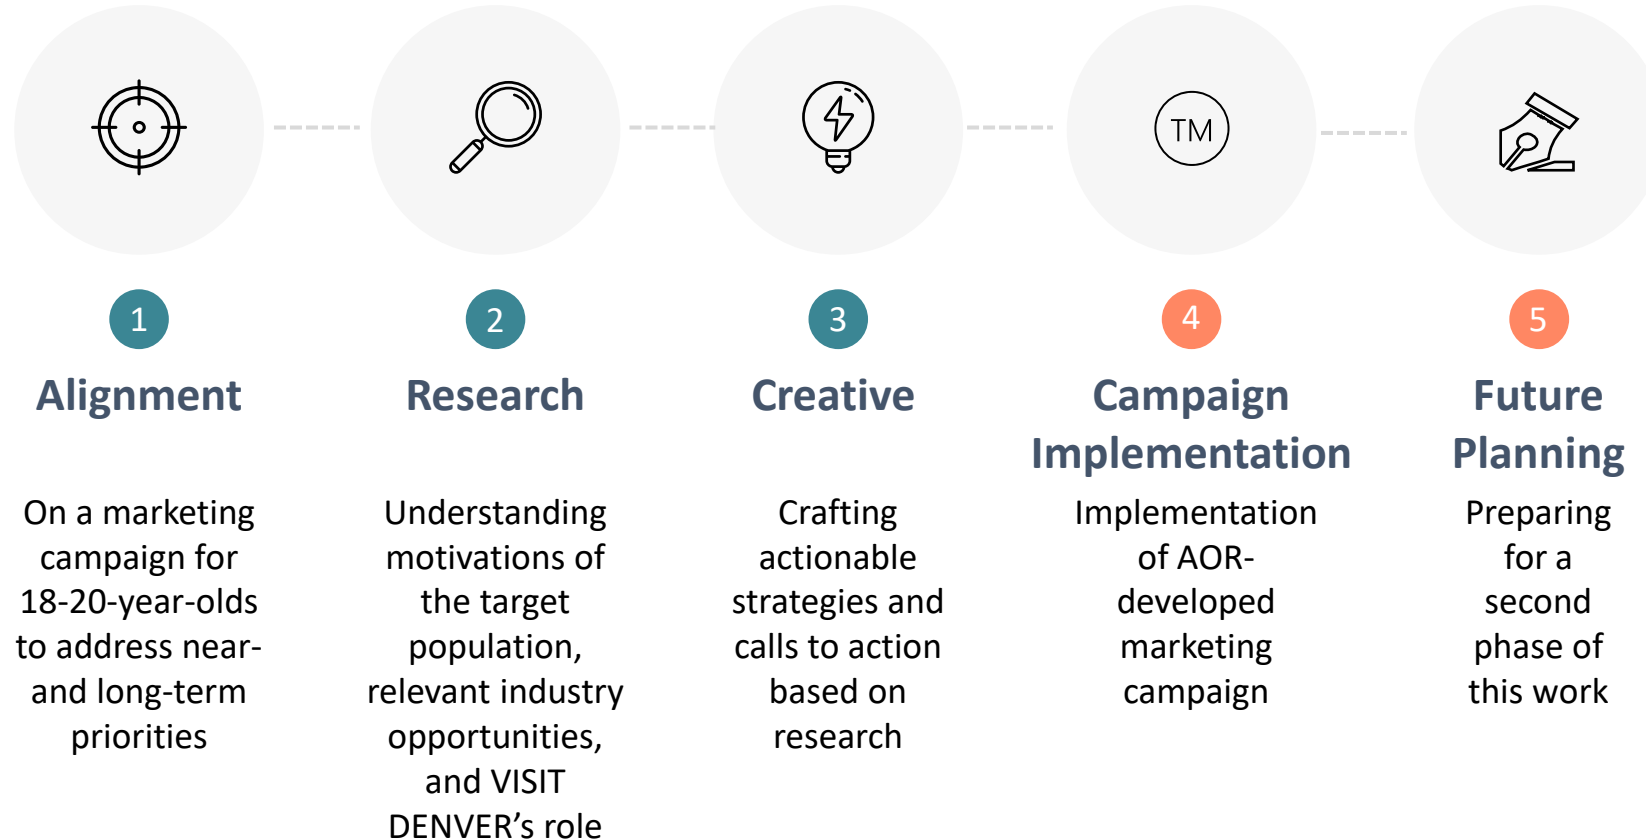 TM
1
Alignment
On a marketing
campaign for
18-20-year-olds
to address near-
and long-term
priorities
2
Research
Understanding
motivations of
the target
population,
relevant industry
opportunities,
and VISIT
DENVER’s role
3
Creative
Crafting
actionable
strategies and
calls to action
based on
research
4
Campaign
Implementation
Implementation
of AOR-
developed
marketing
campaign
5
Future
Planning
Preparing
for a
second
phase of
this work